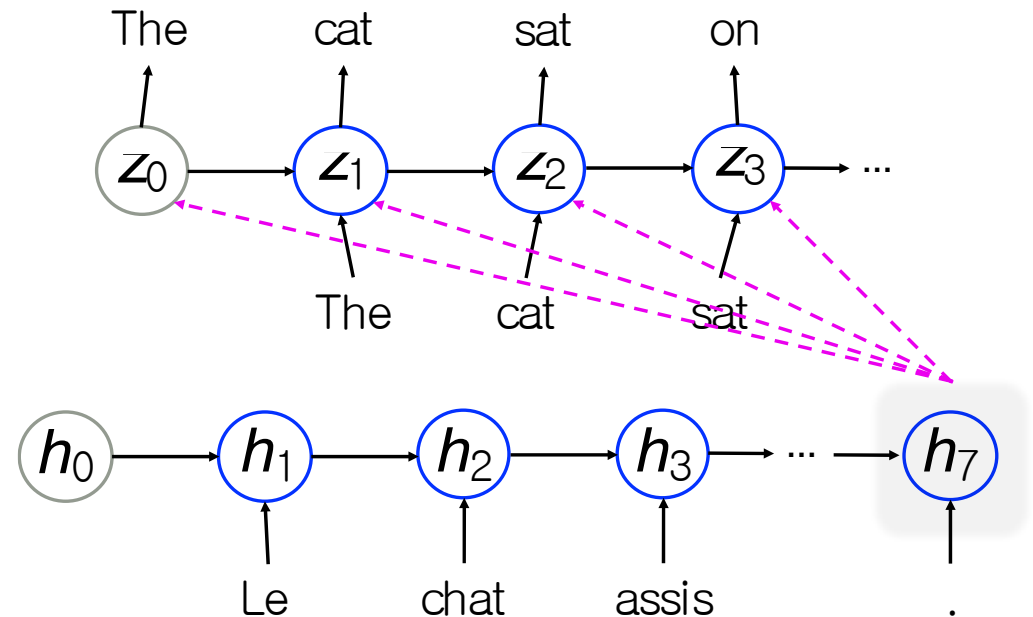 The cat sat on
z0 z1 z2 z3 ...
The cat sat
h0 h1 h2 h3 ... h7
Le chat assis .